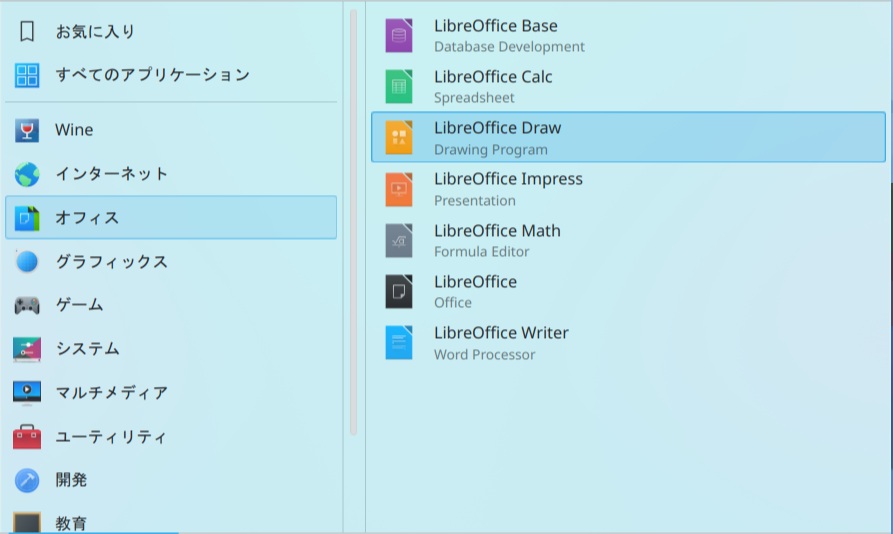 お気に入り
すべてのアプリケーション
Wine
インターネット
オフィス
グラフィックス
ゲーム
システム
マルチメディア
ユーティリティ
開発
教育
LibreOffice Base
Database Development
LibreOffice Calc
Spreadsheet
LibreOffice Draw
Drawing Program
LibreOffice Impress
Presentation
LibreOffice Math
Formula Editor
LibreOffice
Office
LibreOffice Writer
Word Processor